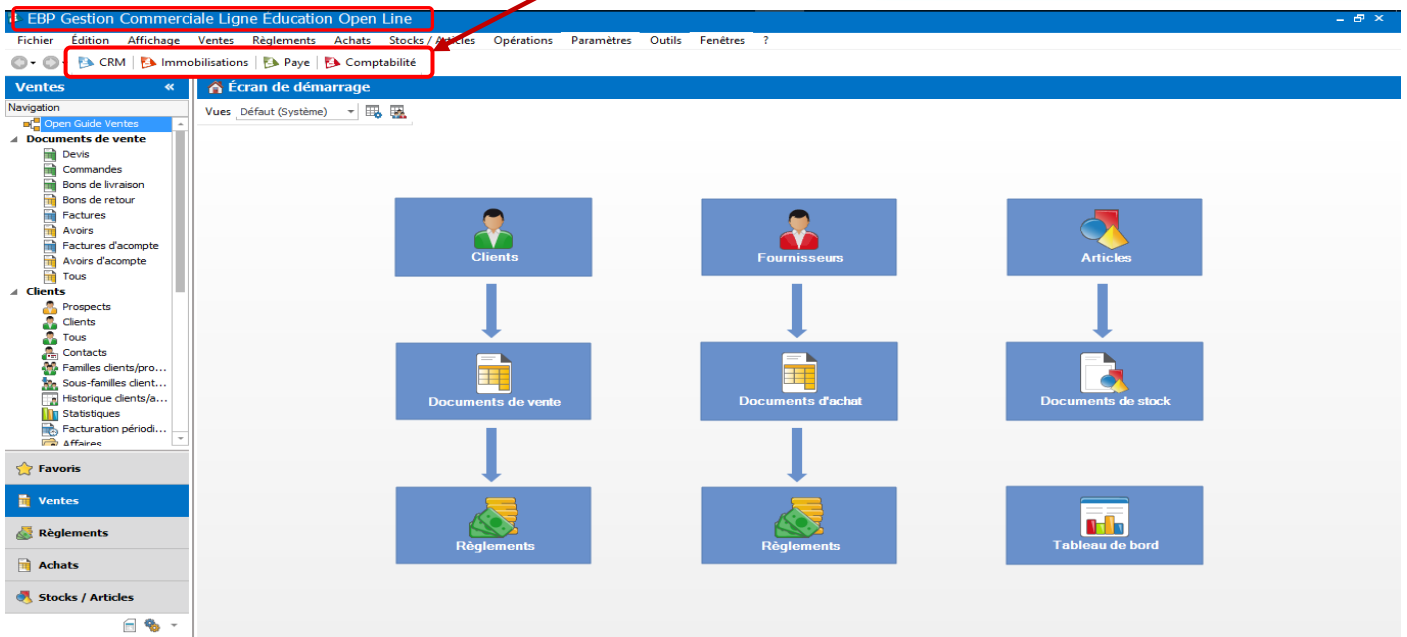 EBP Gestion Commerciale Ligne Éducation Open Line
Fichier Édition Affichage Ventes Règlements Achats Stocks / Articles Opérations Paramètres Outils Fenêtres ?
CRM Immobilisations Paye Comptabilité
Ventes «
Écran de démarrage
Navigation
Vues Défaut (Système)
Open Guide Ventes
Documents de vente
Devis
Commandes
Bons de livraison
Bons de retour
Factures
Avoirs
Factures d'acompte
Avoirs d'acompte
Tous
Clients
Prospects
Clients
Tous
Contacts
Familles clients/pro...
Sous-familles client...
Historique clients/a...
Statistiques
Facturation périodi...
Affaires
Favoris
Ventes
Règlements
Achats
Stocks / Articles
Clients Fournisseurs Articles
Documents de vente Documents d'achat Documents de stock
Règlements Règlements Tableau de bord